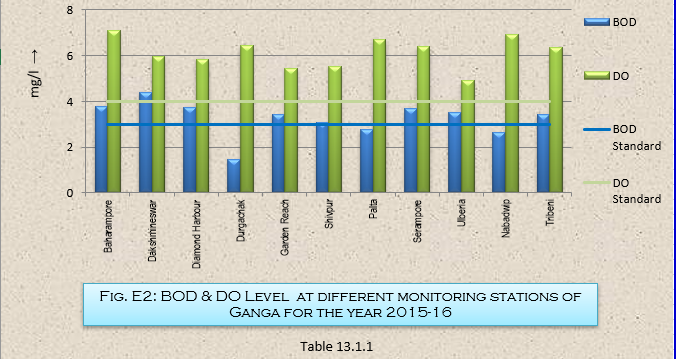 8
6
4
2
0
mg/l →
BOD
DO
BOD
Standard
DO
Standard
Baharampore
Dakshmineswar
Diamond Harbour
Durgachak
Garden Reach
Shivpur
Palta
Serampore
Ulberia
Nabadwip
Tribeni
Fig. E2: BOD & DO Level at different monitoring stations of
Ganga for the year 2015-16
Table 13.1.1